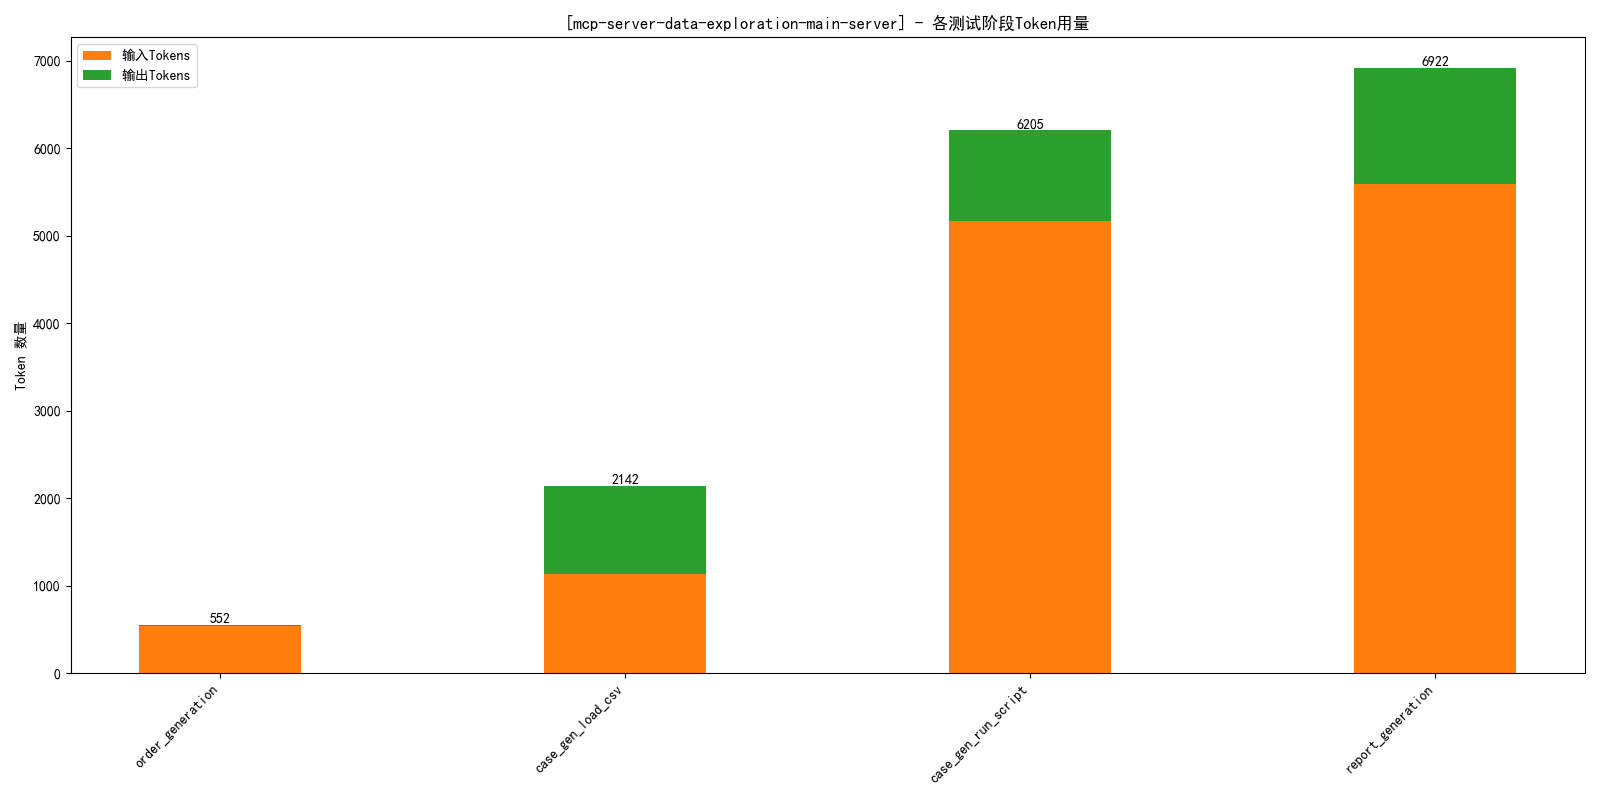 [mcp-server-data-exploration-main-server] - 各测试阶段Token用量
输入Tokens
输出Tokens
Token 数量
7000
6000
5000
4000
3000
2000
1000
0
552
2142
6205
6922
order_generation
case_gen_load_csv
case_gen_run_script
report_generation